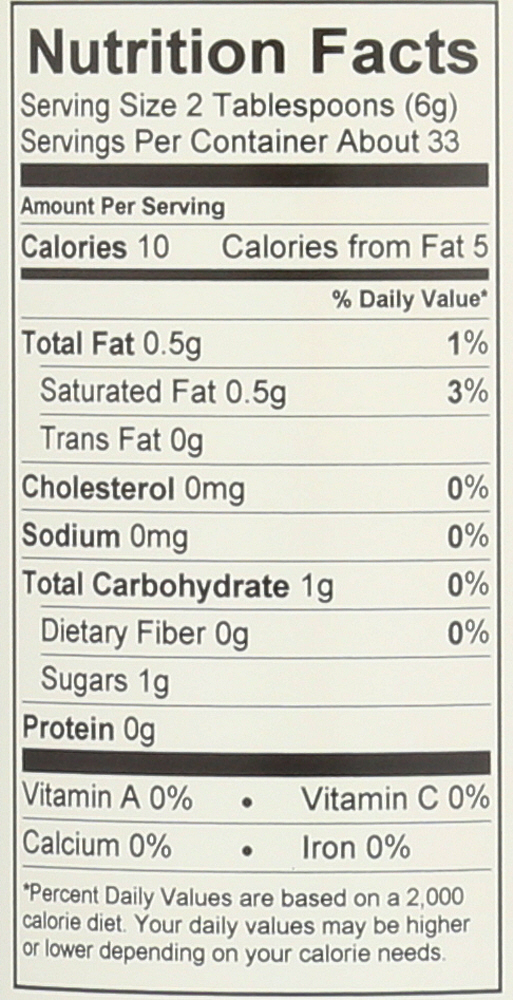 Nutrition Facts
Serving Size 2 Tablespoons (6g)
Servings Per Container About 33
Amount Per Serving
Calories 10 Calories from Fat 5
% Daily Value*
Total Fat 0.5g 1%
Saturated Fat 0.5g 3%
Trans Fat 0g
Cholesterol 0mg 0%
Sodium 0mg 0%
Total Carbohydrate 1g 0%
Dietary Fiber 0g 0%
Sugars 1g
Protein 0g
Vitamin A 0% • Vitamin C 0%
Calcium 0% • Iron 0%
*Percent Daily Values are based on a 2,000
calorie diet. Your daily values may be higher
or lower depending on your calorie needs.